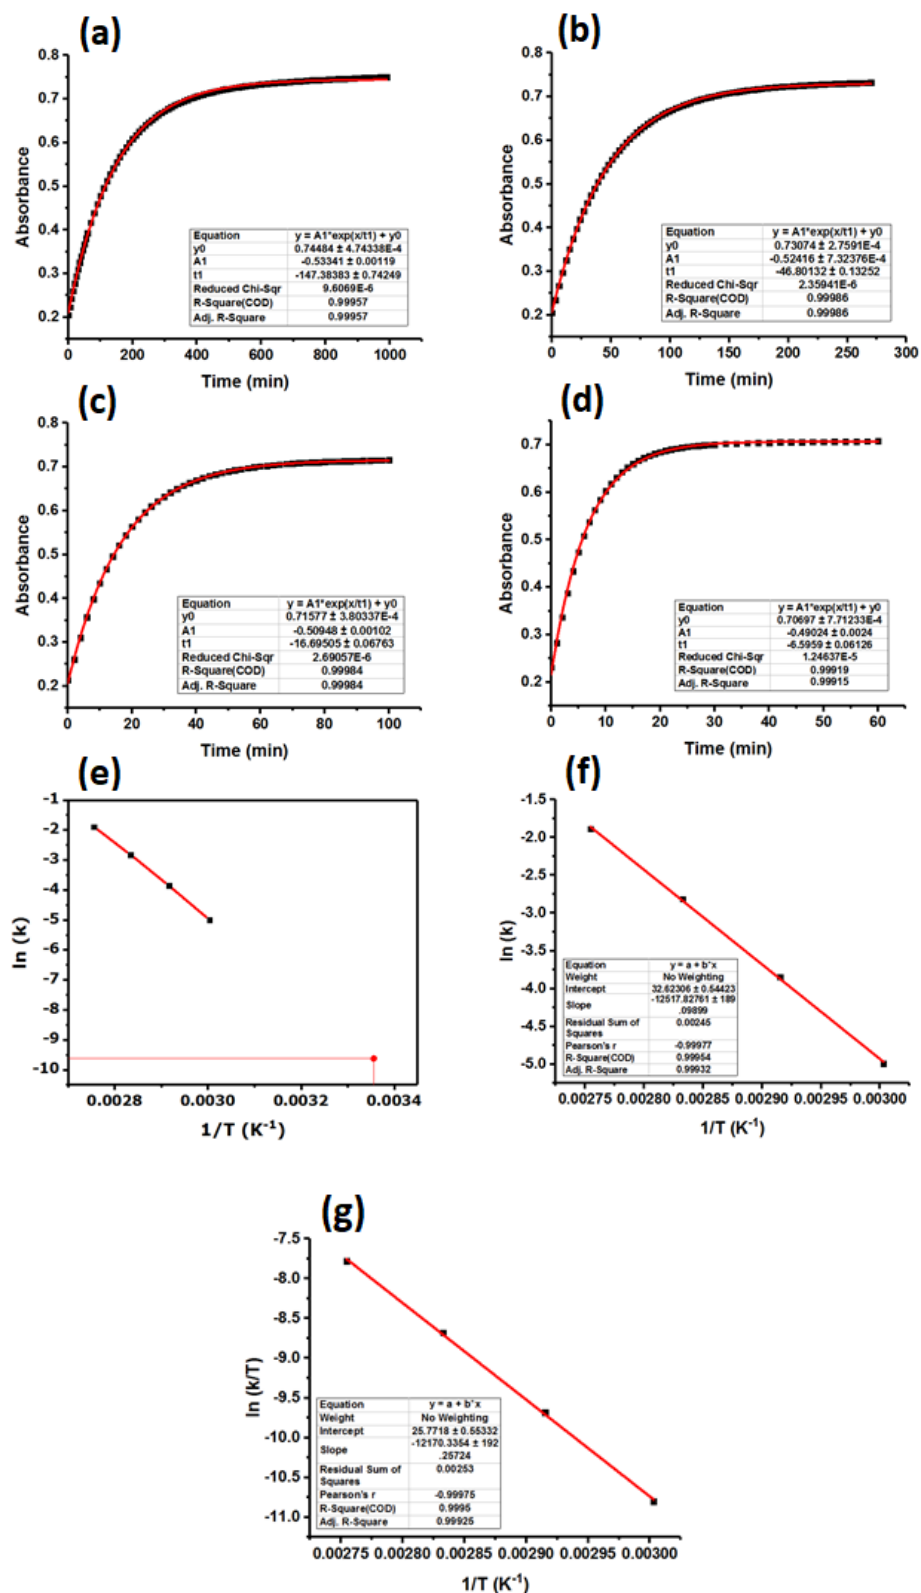 (a)
0.8
0.7
0.6
0.5
0.4
0.3
0.2
Absorbance
Equation y = A1*exp(x/t1) + y0
y0 0.74484 ± 4.74338E-4
A1 -0.53341 ± 0.00119
t1 -147.38383 ± 0.74249
Reduced Chi-Sqr 9.6069E-6
R-Square(COD) 0.99957
Adj. R-Square 0.99957
0 200 400 600 800 1000
Time (min)
(b)
0.8
0.7
0.6
0.5
0.4
0.3
0.2
Absorbance
Equation y = A1*exp(x/t1) + y0
y0 0.73074 ± 2.7591E-4
A1 -0.52416 ± 7.32376E-4
t1 -46.80132 ± 0.13252
Reduced Chi-Sqr 2.35941E-6
R-Square(COD) 0.99986
Adj. R-Square 0.99986
0 50 100 150 200 250 300
Time (min)
(c)
0.8
0.7
0.6
0.5
0.4
0.3
0.2
Absorbance
Equation y = A1*exp(x/t1) + y0
y0 0.71577 ± 3.80337E-4
A1 -0.50948 ± 0.00102
t1 -16.69505 ± 0.06763
Reduced Chi-Sqr 2.69057E-6
R-Square(COD) 0.99984
Adj. R-Square 0.99984
0 20 40 60 80 100
Time (min)
(d)
0.7
0.6
0.5
0.4
0.3
0.2
Absorbance
Equation y = A1*exp(x/t1) + y0
y0 0.70697 ± 7.71233E-4
A1 -0.49024 ± 0.0024
t1 -6.5959 ± 0.06126
Reduced Chi-Sqr 1.24637E-5
R-Square(COD) 0.99919
Adj. R-Square 0.99915
0 10 20 30 40 50 60
Time (min)
(e)
-1
-2
-3
-4
-5
-6
-7
-8
-9
-10
ln (k)
0.0028 0.0030 0.0032 0.0034
1/T (K⁻¹)
(f)
-1.5
-2.0
-2.5
-3.0
-3.5
-4.0
-4.5
-5.0
ln (k)
Equation y = a + b*x
Weight No Weighting
Intercept 32.62306 ± 0.54423
Slope -12517.82761 ± 189
.09899
Residual Sum of 0.00245
Squares
Pearson's r -0.99977
R-Square(COD) 0.99954
Adj. R-Square 0.99932
0.00275 0.00280 0.00285 0.00290 0.00295 0.00300
1/T (K⁻¹)
(g)
-7.5
-8.0
-8.5
-9.0
-9.5
-10.0
-10.5
-11.0
ln (k/T)
Equation y = a + b*x
Weight No Weighting
Intercept 25.7718 ± 0.55332
Slope -12170.3354 ± 192
.25724
Residual Sum of 0.00253
Squares
Pearson's r -0.99975
R-Square(COD) 0.9995
Adj. R-Square 0.99925
0.00275 0.00280 0.00285 0.00290 0.00295 0.00300
1/T (K⁻¹)